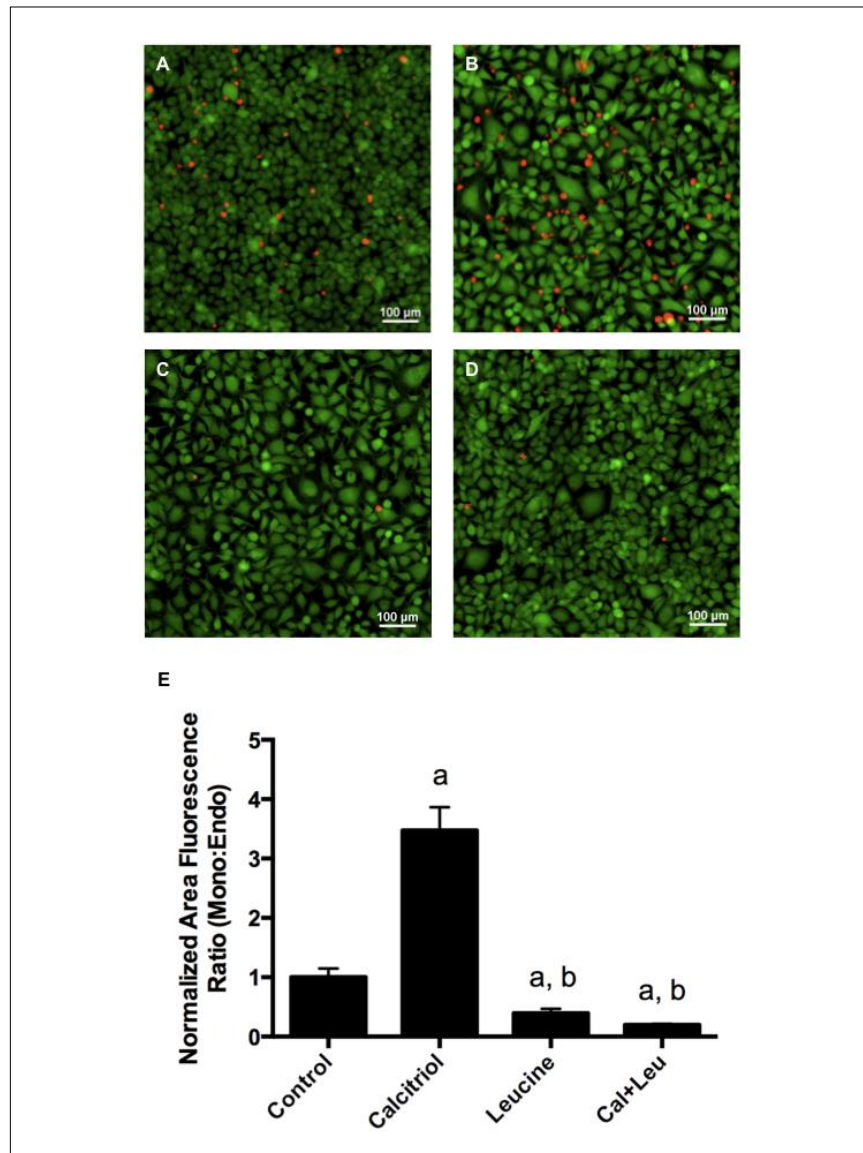 A
B
100 µm
100 µm
C
D
100 µm
100 µm
E
Normalized Area Fluorescence
Ratio (Mono:Endo)
5
4
3
2
1
0
a
a, b
a, b
Control
Calcitriol
Leucine
Cal+Leu